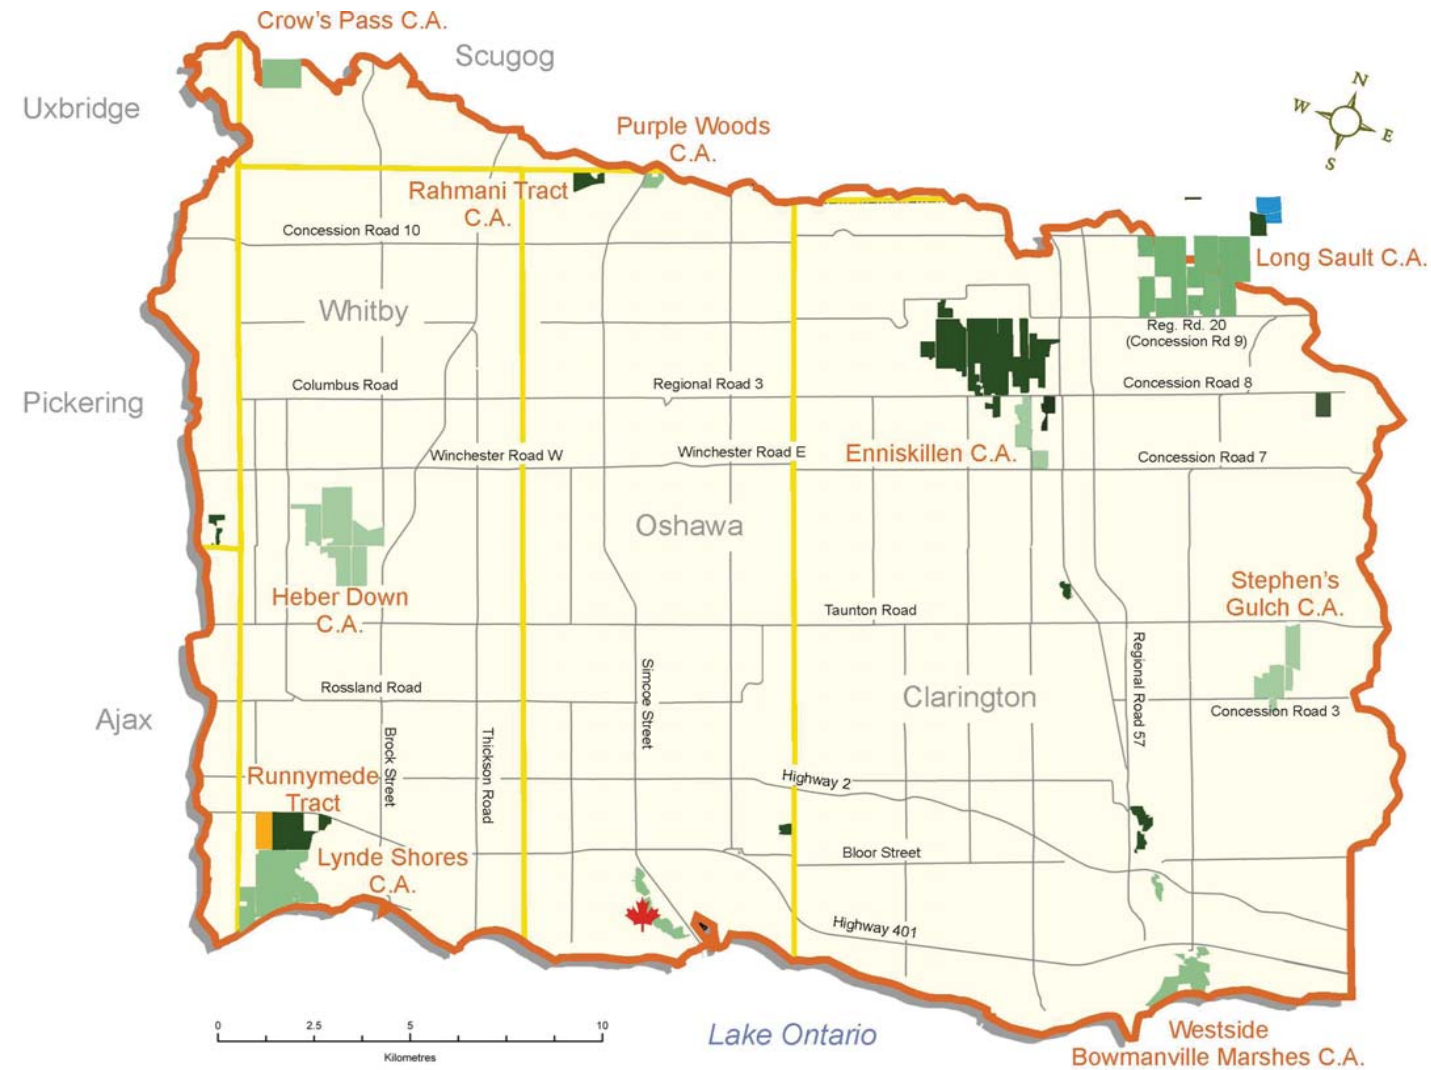 Crow's Pass C.A.
Scugog
Uxbridge
N
W
E
S
Purple Woods
C.A.
Rahmani Tract
C.A.
Concession Road 10
Long Sault C.A.
Whitby
Reg. Rd. 20
(Concession Rd 9)
Columbus Road
Regional Road 3
Concession Road 8
Pickering
Winchester Road W
Winchester Road E
Enniskillen C.A.
Concession Road 7
Oshawa
Heber Down
C.A.
Taunton Road
Stephen's
Gulch C.A.
Rossland Road
Simcoe Street
Regional Road 57
Clarington
Concession Road 3
Ajax
Brock Street
Thickson Road
Runnymede
Tract
Highway 2
Lynde Shores
C.A.
Bloor Street
Highway 401
0 2.5 5 10
Kilometres
Lake Ontario
Westside
Bowmanville Marshes C.A.